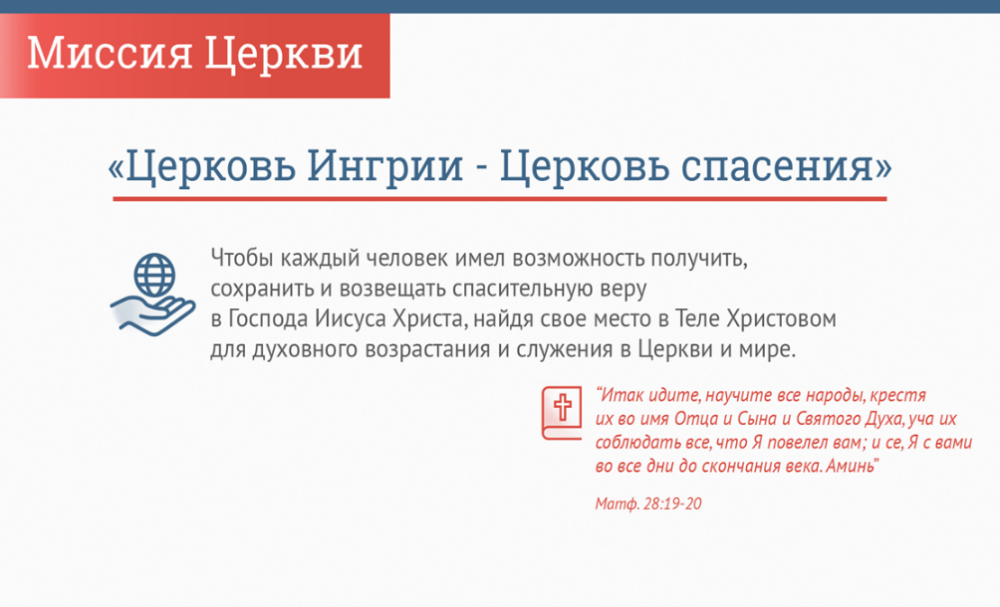 Миссия Церкви
«Церковь Ингрии - Церковь спасения»
Чтобы каждый человек имел возможность получить,
сохранить и возвещать спасительную веру
в Господа Иисуса Христа, найдя свое место в Теле Христовом
для духовного возрастания и служения в Церкви и мире.
“Итак идите, научите все народы, крестя
их во имя Отца и Сына и Святого Духа, уча их
соблюдать все, что Я повелел вам; и се, Я с вами
во все дни до скончания века. Аминь”
Матф. 28:19-20